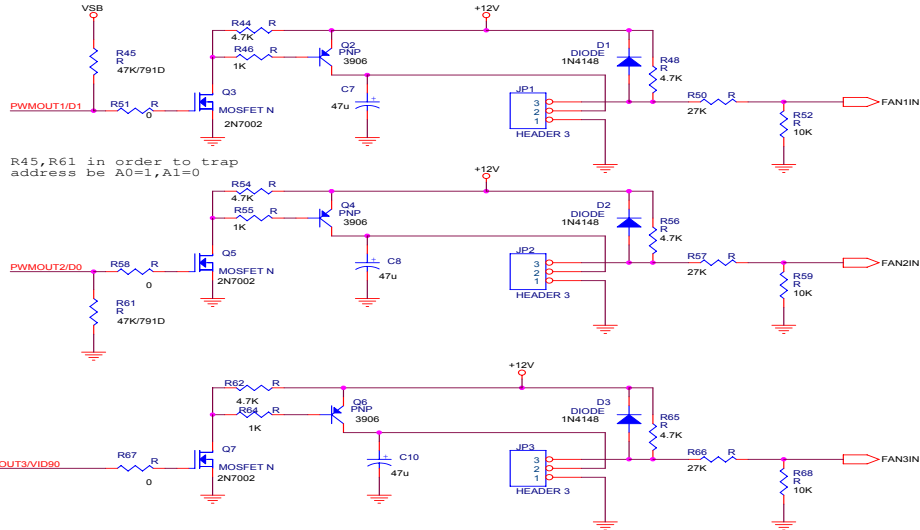 VSB
+12V
R44 R
4.7K
R45
R
47K/791D
R46 R
1K
Q2
PNP
3906
D1
DIODE
1N4148
R48
R
4.7K
Q3
MOSFET N
2N7002
C7
47u
JP1
3
2
1
HEADER 3
PWMOUT1/D1
R51 R
0
R50 R
27K
FAN1IN
R52
R
10K
R45,R61 in order to trap
address be A0=1,A1=0
+12V
R54 R
4.7K
R55 R
1K
Q4
PNP
3906
D2
DIODE
1N4148
R56
R
4.7K
Q5
MOSFET N
2N7002
C8
47u
JP2
3
2
1
HEADER 3
PWMOUT2/D0
R58 R
0
R57 R
27K
FAN2IN
R59
R
10K
R61
R
47K/791D
+12V
R62 R
4.7K
R64 R
1K
Q6
PNP
3906
D3
DIODE
1N4148
R65
R
4.7K
Q7
MOSFET N
2N7002
C10
47u
JP3
3
2
1
HEADER 3
OUT3/VID90
R67 R
0
R66 R
27K
FAN3IN
R68
R
10K